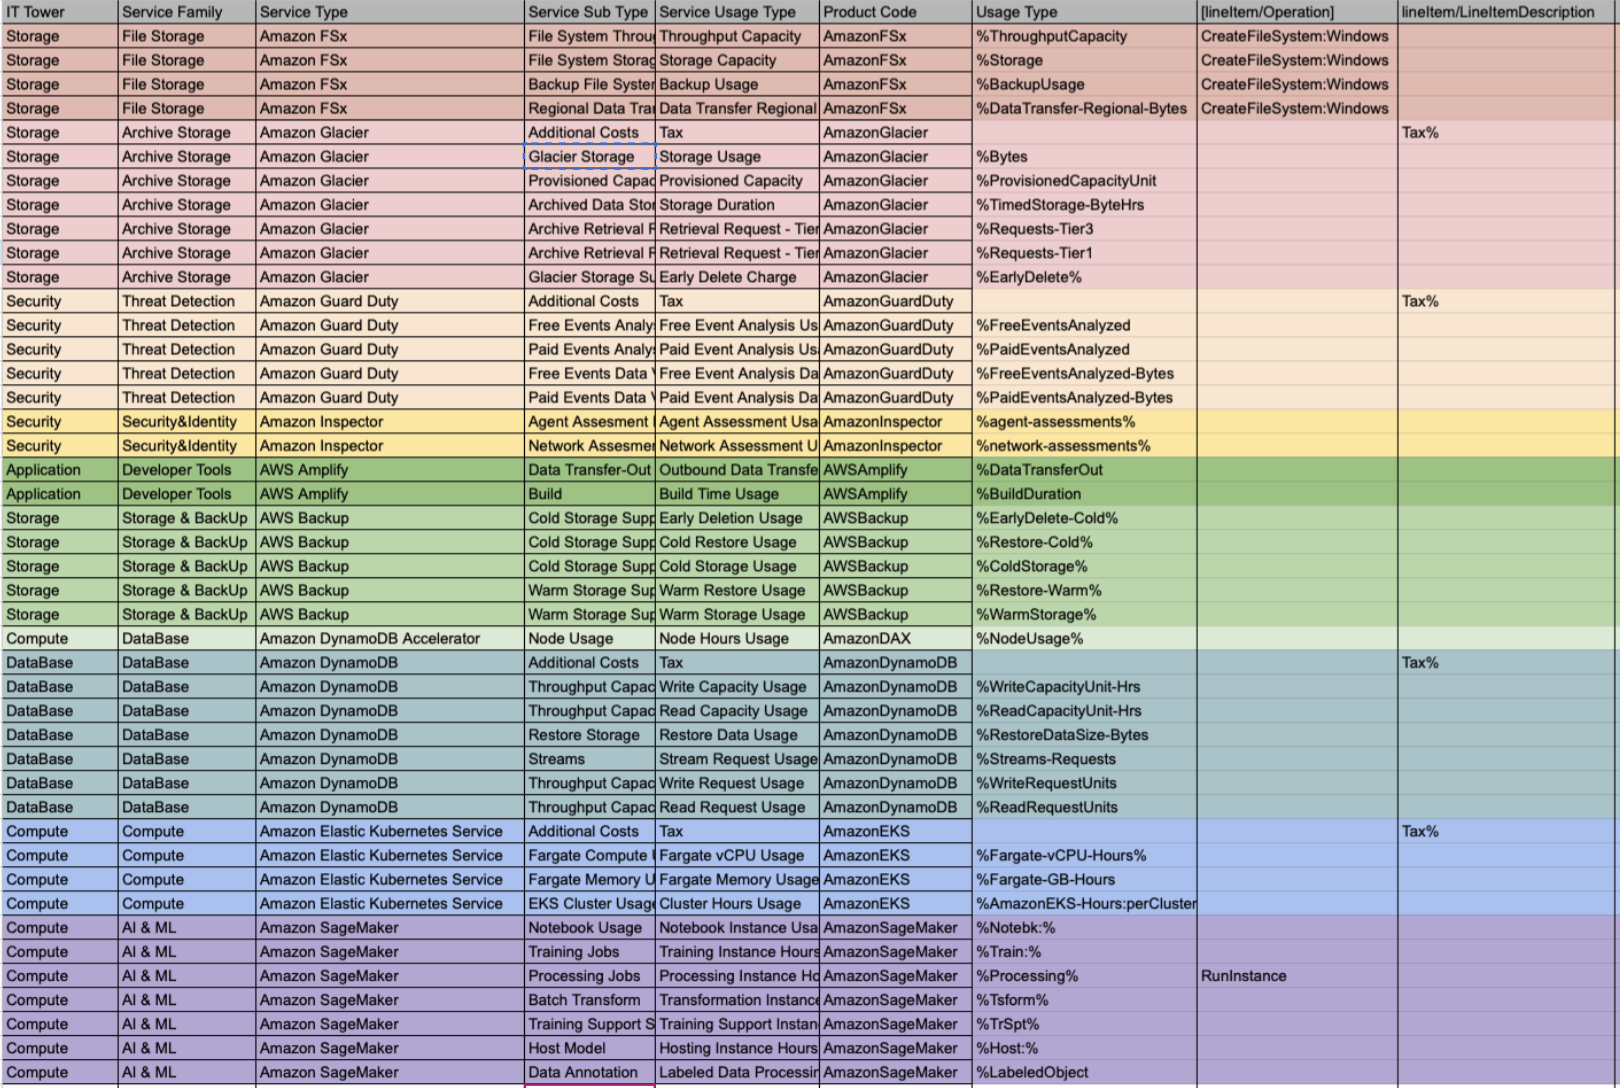 IT Tower Service Family Service Type Service Sub Type Service Usage Type Product Code Usage Type [lineItem/Operation] lineItem/LineItemDescription
Storage File Storage Amazon FSx File System Throu Throughput Capacity AmazonFSx %ThroughputCapacity CreateFileSystem:Windows
Storage File Storage Amazon FSx File System Storag Storage Capacity AmazonFSx %Storage CreateFileSystem:Windows
Storage File Storage Amazon FSx Backup File Syster Backup Usage AmazonFSx %BackupUsage CreateFileSystem:Windows
Storage File Storage Amazon FSx Regional Data Tra Data Transfer Regional AmazonFSx %DataTransfer-Regional-Bytes CreateFileSystem:Windows
Storage Archive Storage Amazon Glacier Additional Costs Tax AmazonGlacier Tax%
Storage Archive Storage Amazon Glacier Glacier Storage Storage Usage AmazonGlacier %Bytes
Storage Archive Storage Amazon Glacier Provisioned Capac Provisioned Capacity AmazonGlacier %ProvisionedCapacityUnit
Storage Archive Storage Amazon Glacier Archived Data Stor Storage Duration AmazonGlacier %TimedStorage-ByteHrs
Storage Archive Storage Amazon Glacier Archive Retrieval R Retrieval Request - Tier AmazonGlacier %Requests-Tier3
Storage Archive Storage Amazon Glacier Archive Retrieval R Retrieval Request - Tier AmazonGlacier %Requests-Tier1
Storage Archive Storage Amazon Glacier Glacier Storage Su Early Delete Charge AmazonGlacier %EarlyDelete%
Security Threat Detection Amazon Guard Duty Additional Costs Tax AmazonGuardDuty Tax%
Security Threat Detection Amazon Guard Duty Free Events Analy Free Event Analysis Us AmazonGuardDuty %FreeEventsAnalyzed
Security Threat Detection Amazon Guard Duty Paid Events Analy Paid Event Analysis Us AmazonGuardDuty %PaidEventsAnalyzed
Security Threat Detection Amazon Guard Duty Free Events Data Free Event Analysis Da AmazonGuardDuty %FreeEventsAnalyzed-Bytes
Security Threat Detection Amazon Guard Duty Paid Events Data Paid Event Analysis Da AmazonGuardDuty %PaidEventsAnalyzed-Bytes
Security Security&Identity Amazon Inspector Agent Assesment Agent Assessment Usa AmazonInspector %agent-assessments%
Security Security&Identity Amazon Inspector Network Assesmer Network Assessment U AmazonInspector %network-assessments%
Application Developer Tools AWS Amplify Data Transfer-Out Outbound Data Transfe AWSAmplify %DataTransferOut
Application Developer Tools AWS Amplify Build Build Time Usage AWSAmplify %BuildDuration
Storage Storage & BackUp AWS Backup Cold Storage Supp Early Deletion Usage AWSBackup %EarlyDelete-Cold%
Storage Storage & BackUp AWS Backup Cold Storage Supp Cold Restore Usage AWSBackup %Restore-Cold%
Storage Storage & BackUp AWS Backup Cold Storage Supp Cold Storage Usage AWSBackup %ColdStorage%
Storage Storage & BackUp AWS Backup Warm Storage Sup Warm Restore Usage AWSBackup %Restore-Warm%
Storage Storage & BackUp AWS Backup Warm Storage Sup Warm Storage Usage AWSBackup %WarmStorage%
Compute DataBase Amazon DynamoDB Accelerator Node Usage Node Hours Usage AmazonDAX %NodeUsage%
DataBase DataBase Amazon DynamoDB Additional Costs Tax AmazonDynamoDB Tax%
DataBase DataBase Amazon DynamoDB Throughput Capac Write Capacity Usage AmazonDynamoDB %WriteCapacityUnit-Hrs
DataBase DataBase Amazon DynamoDB Throughput Capac Read Capacity Usage AmazonDynamoDB %ReadCapacityUnit-Hrs
DataBase DataBase Amazon DynamoDB Restore Storage Restore Data Usage AmazonDynamoDB %RestoreDataSize-Bytes
DataBase DataBase Amazon DynamoDB Streams Stream Request Usage AmazonDynamoDB %Streams-Requests
DataBase DataBase Amazon DynamoDB Throughput Capac Write Request Usage AmazonDynamoDB %WriteRequestUnits
DataBase DataBase Amazon DynamoDB Throughput Capac Read Request Usage AmazonDynamoDB %ReadRequestUnits
Compute Compute Amazon Elastic Kubernetes Service Additional Costs Tax AmazonEKS Tax%
Compute Compute Amazon Elastic Kubernetes Service Fargate Compute Fargate vCPU Usage AmazonEKS %Fargate-vCPU-Hours%
Compute Compute Amazon Elastic Kubernetes Service Fargate Memory U Fargate Memory Usage AmazonEKS %Fargate-GB-Hours
Compute Compute Amazon Elastic Kubernetes Service EKS Cluster Usage Cluster Hours Usage AmazonEKS %AmazonEKS-Hours:perCluster
Compute AI & ML Amazon SageMaker Notebook Usage Notebook Instance Usa AmazonSageMaker %Notebk:%
Compute AI & ML Amazon SageMaker Training Jobs Training Instance Hours AmazonSageMaker %Train:%
Compute AI & ML Amazon SageMaker Processing Jobs Processing Instance Ho AmazonSageMaker %Processing% RunInstance
Compute AI & ML Amazon SageMaker Batch Transform Transformation Instance AmazonSageMaker %Tsform%
Compute AI & ML Amazon SageMaker Training Support S Training Support Instan AmazonSageMaker %TrSpt%
Compute AI & ML Amazon SageMaker Host Model Hosting Instance Hours AmazonSageMaker %Host:%
Compute AI & ML Amazon SageMaker Data Annotation Labeled Data Processir AmazonSageMaker %LabeledObject